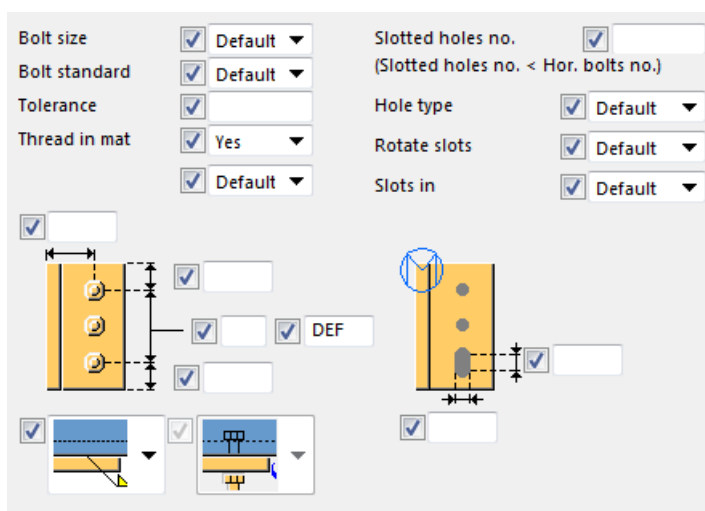 Bolt size Default
Bolt standard Default
Tolerance
Thread in mat Yes
Default
Slotted holes no.
(Slotted holes no. < Hor. bolts no.)
Hole type Default
Rotate slots Default
Slots in Default
DEF